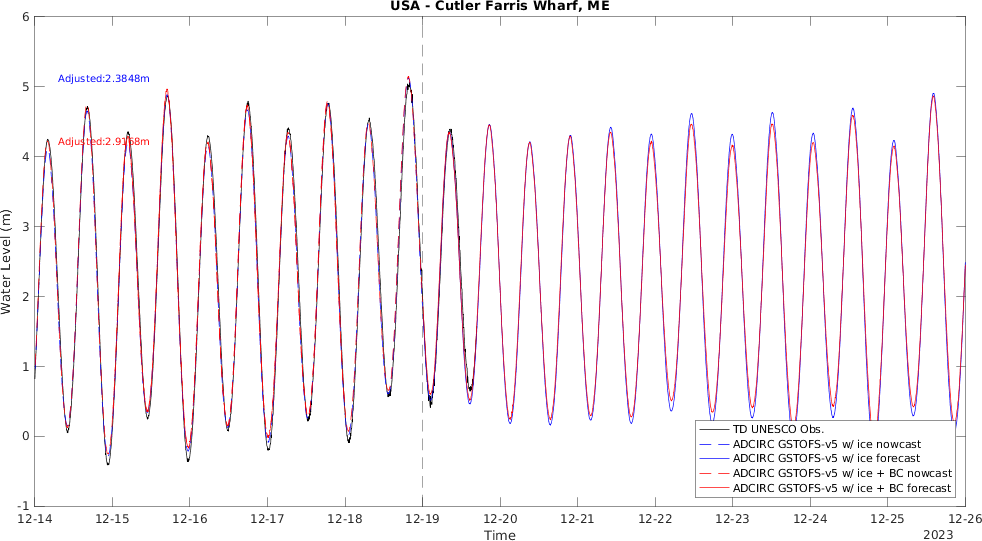 USA - Cutler Farris Wharf, ME
6
5
4
3
2
1
0
-1
Water Level (m)
Adjusted:2.3848m
Adjusted:2.9168m
TD UNESCO Obs.
ADCIRC GSTOFS-v5 w/ ice nowcast
ADCIRC GSTOFS-v5 w/ ice forecast
ADCIRC GSTOFS-v5 w/ ice + BC nowcast
ADCIRC GSTOFS-v5 w/ ice + BC forecast
12-14 12-15 12-16 12-17 12-18 12-19 12-20 12-21 12-22 12-23 12-24 12-25 12-26
Time
2023